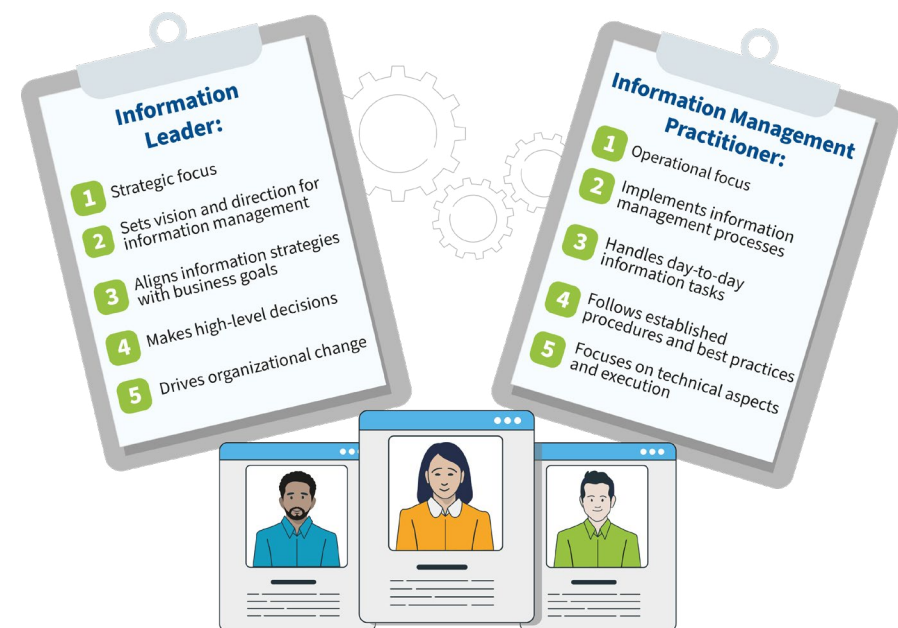 Information
Leader:
1 Strategic focus
2 Sets vision and direction for
information management
3 Aligns information strategies
with business goals
4 Makes high-level decisions
5 Drives organizational change
Information Management
Practitioner:
1 Operational focus
2 Implements information
management processes
3 Handles day-to-day
information tasks
4 Follows established
procedures and best practices
5 Focuses on technical aspects
and execution